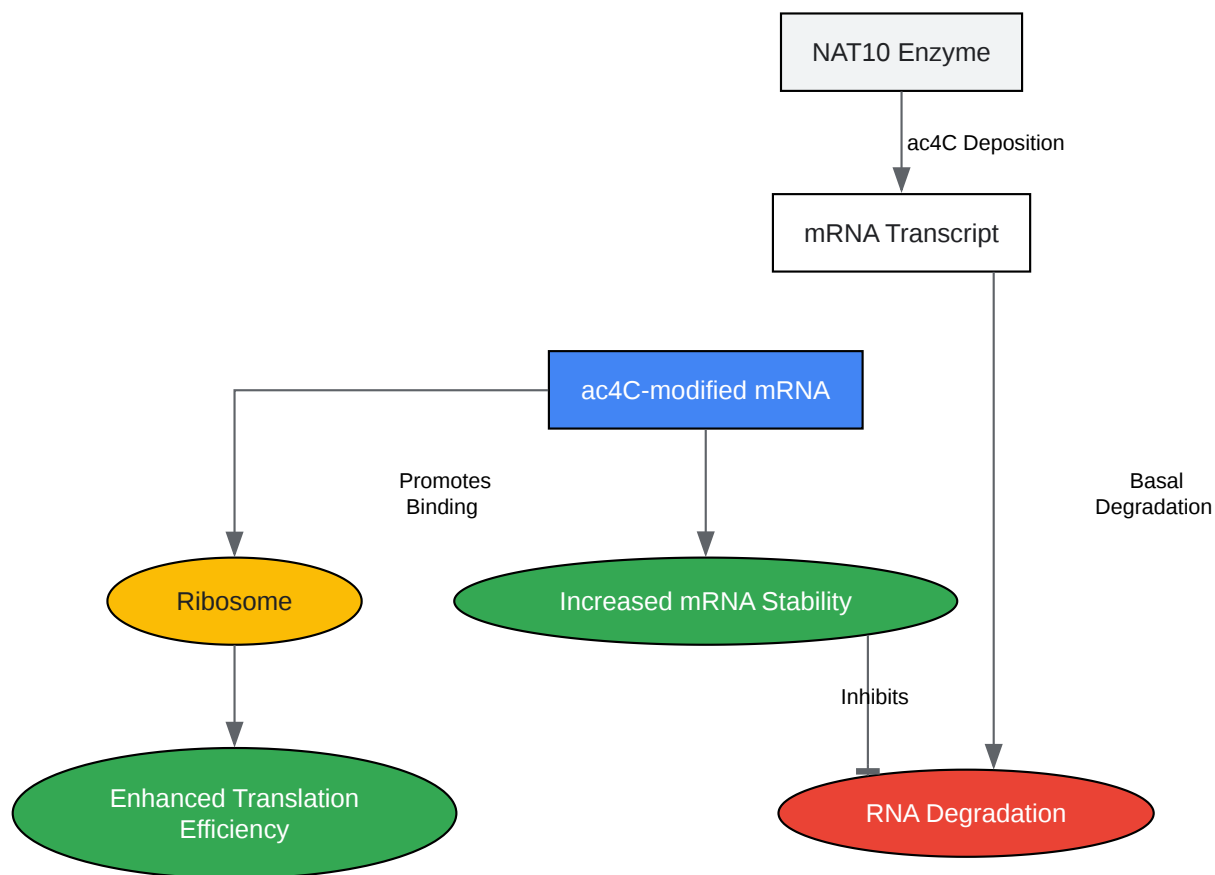 NAT10 Enzyme
ac4C Deposition
mRNA Transcript
ac4C-modified mRNA
Promotes
Binding
Basal
Degradation
Ribosome
Increased mRNA Stability
Inhibits
Enhanced Translation
Efficiency
RNA Degradation